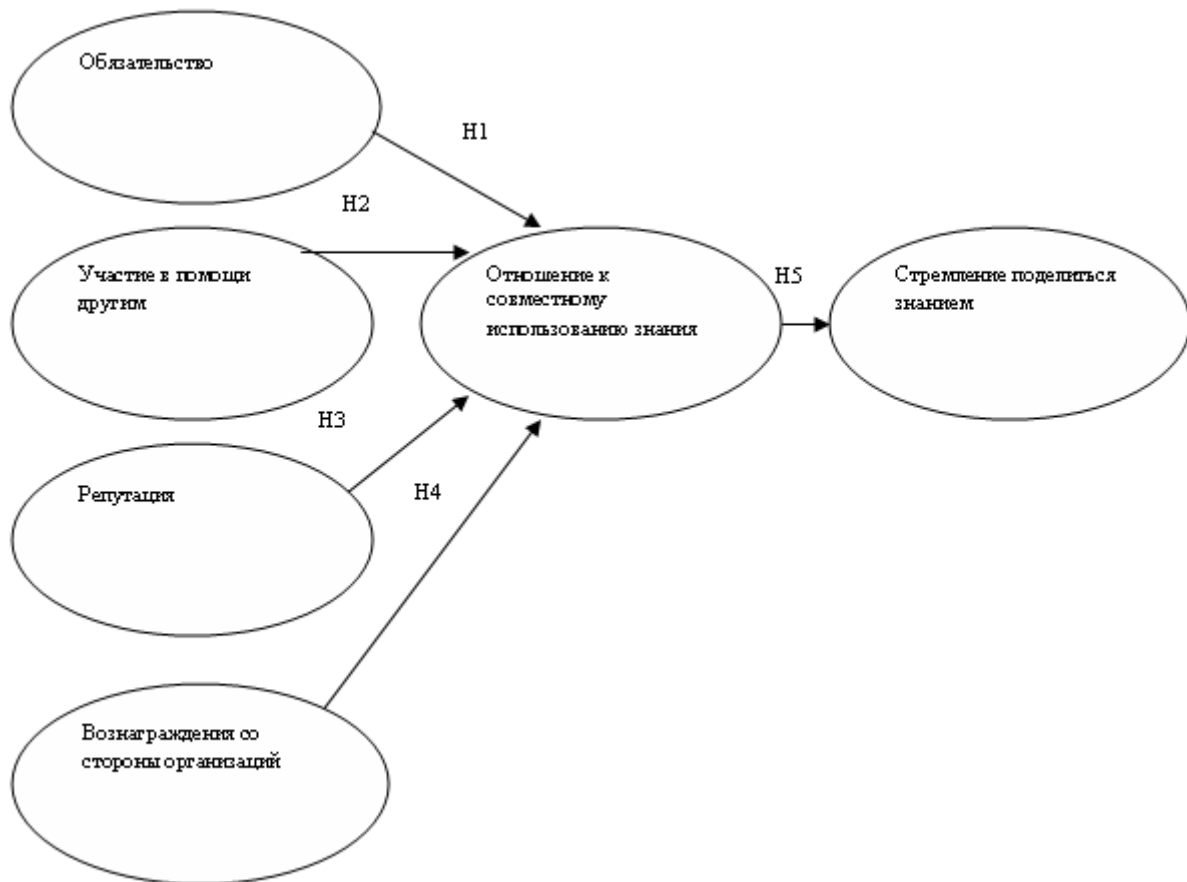 Обязательство
H1
H2
Участие в помощи
другим
Отношение к
совместному
использованию знания
H5
Стремление поделиться
знанием
H3
Репутация
H4
Вознаграждения со
стороны организаций